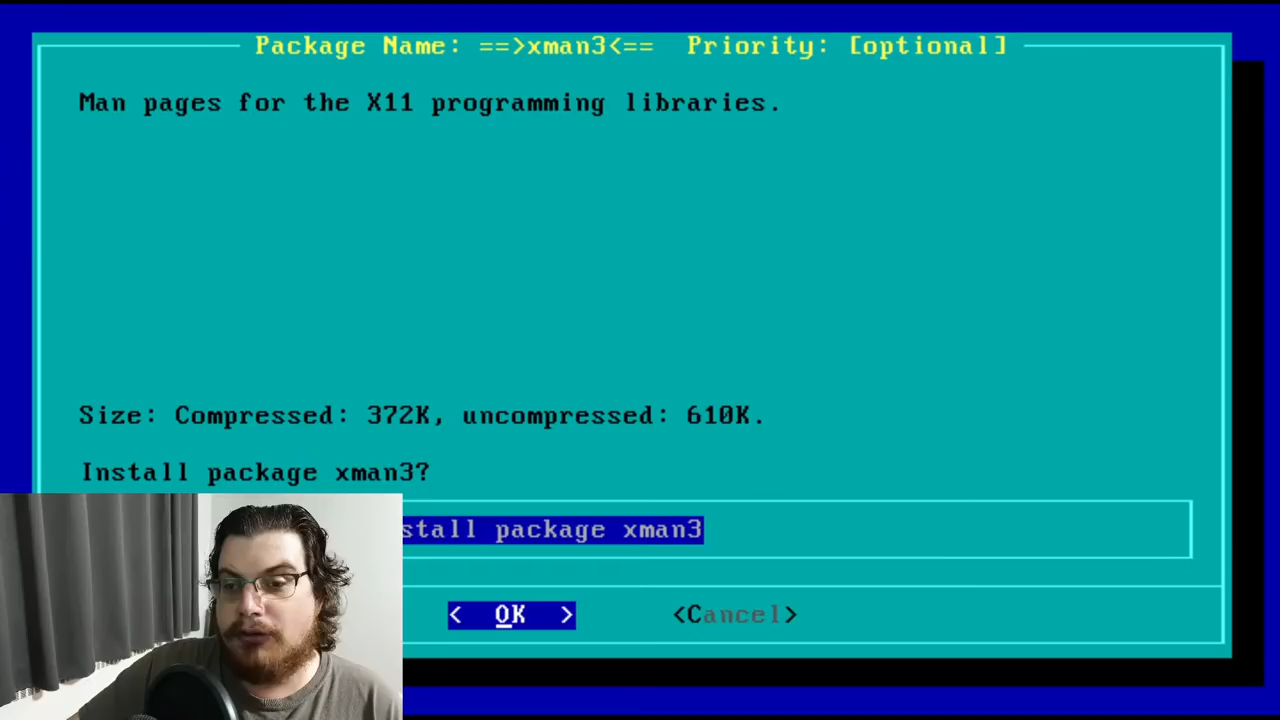 Package Name: ==>xman3<== Priority: [optional]
Man pages for the X11 programming libraries.
Size: Compressed: 372K, uncompressed: 610K.
Install package xman3?
package xman3
< OK > <Cancel>